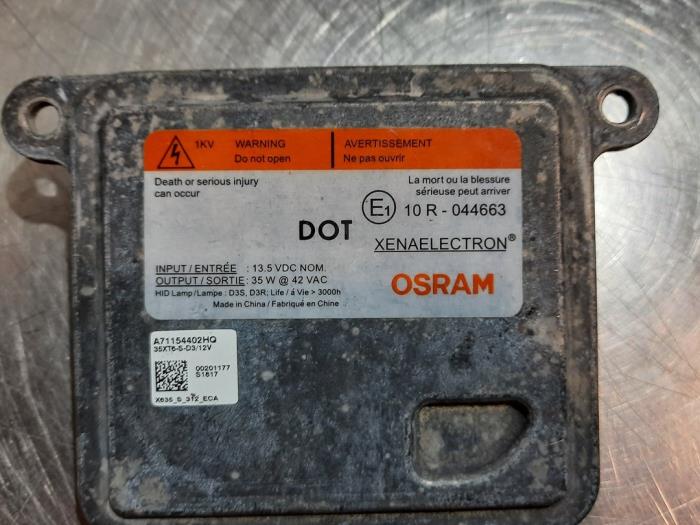 1KV WARNING
Do not open
AVERTISSEMENT
Ne pas ouvrir
Death or serious injury
can occur
La mort ou la blessure
sérieuse peut arriver
E1 10 R - 044663
DOT
XENAELECTRON®
INPUT / ENTRÉE : 13.5 VDC NOM.
OUTPUT / SORTIE : 35 W @ 42 VAC
HID Lamp / Lampe : D3S, D3R; Life / á Vie > 3000h
Made in China / Fabriqué en Chine
OSRAM
A71154402HQ
35XT6-S-D3/12V
00201177
S1817
X635_S_312_ECA